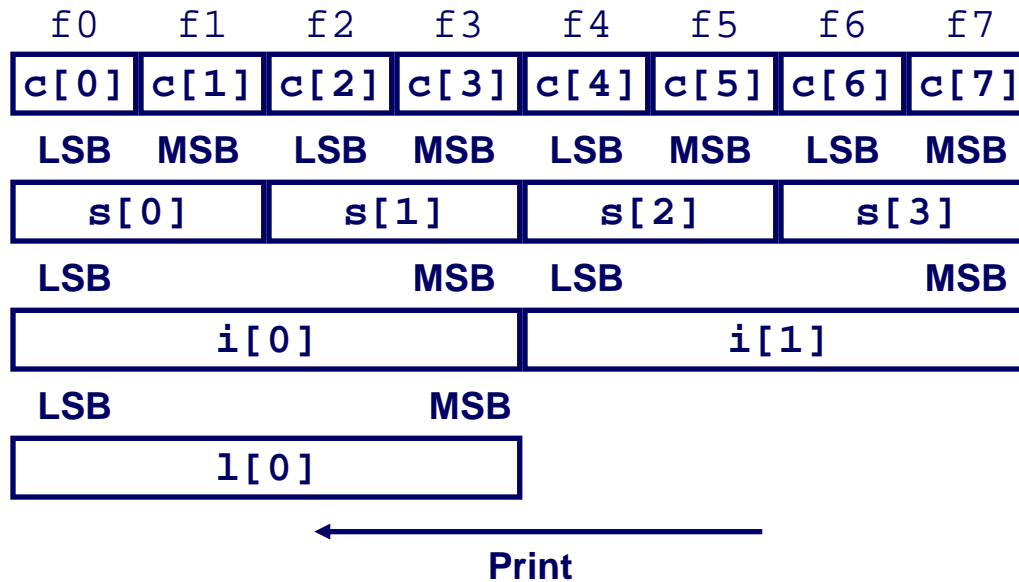 f0 f1 f2 f3 f4 f5 f6 f7
c[0] c[1] c[2] c[3] c[4] c[5] c[6] c[7]
LSB MSB LSB MSB LSB MSB LSB MSB
s[0] s[1] s[2] s[3]
LSB MSB LSB MSB
i[0] i[1]
LSB MSB
l[0]
Print